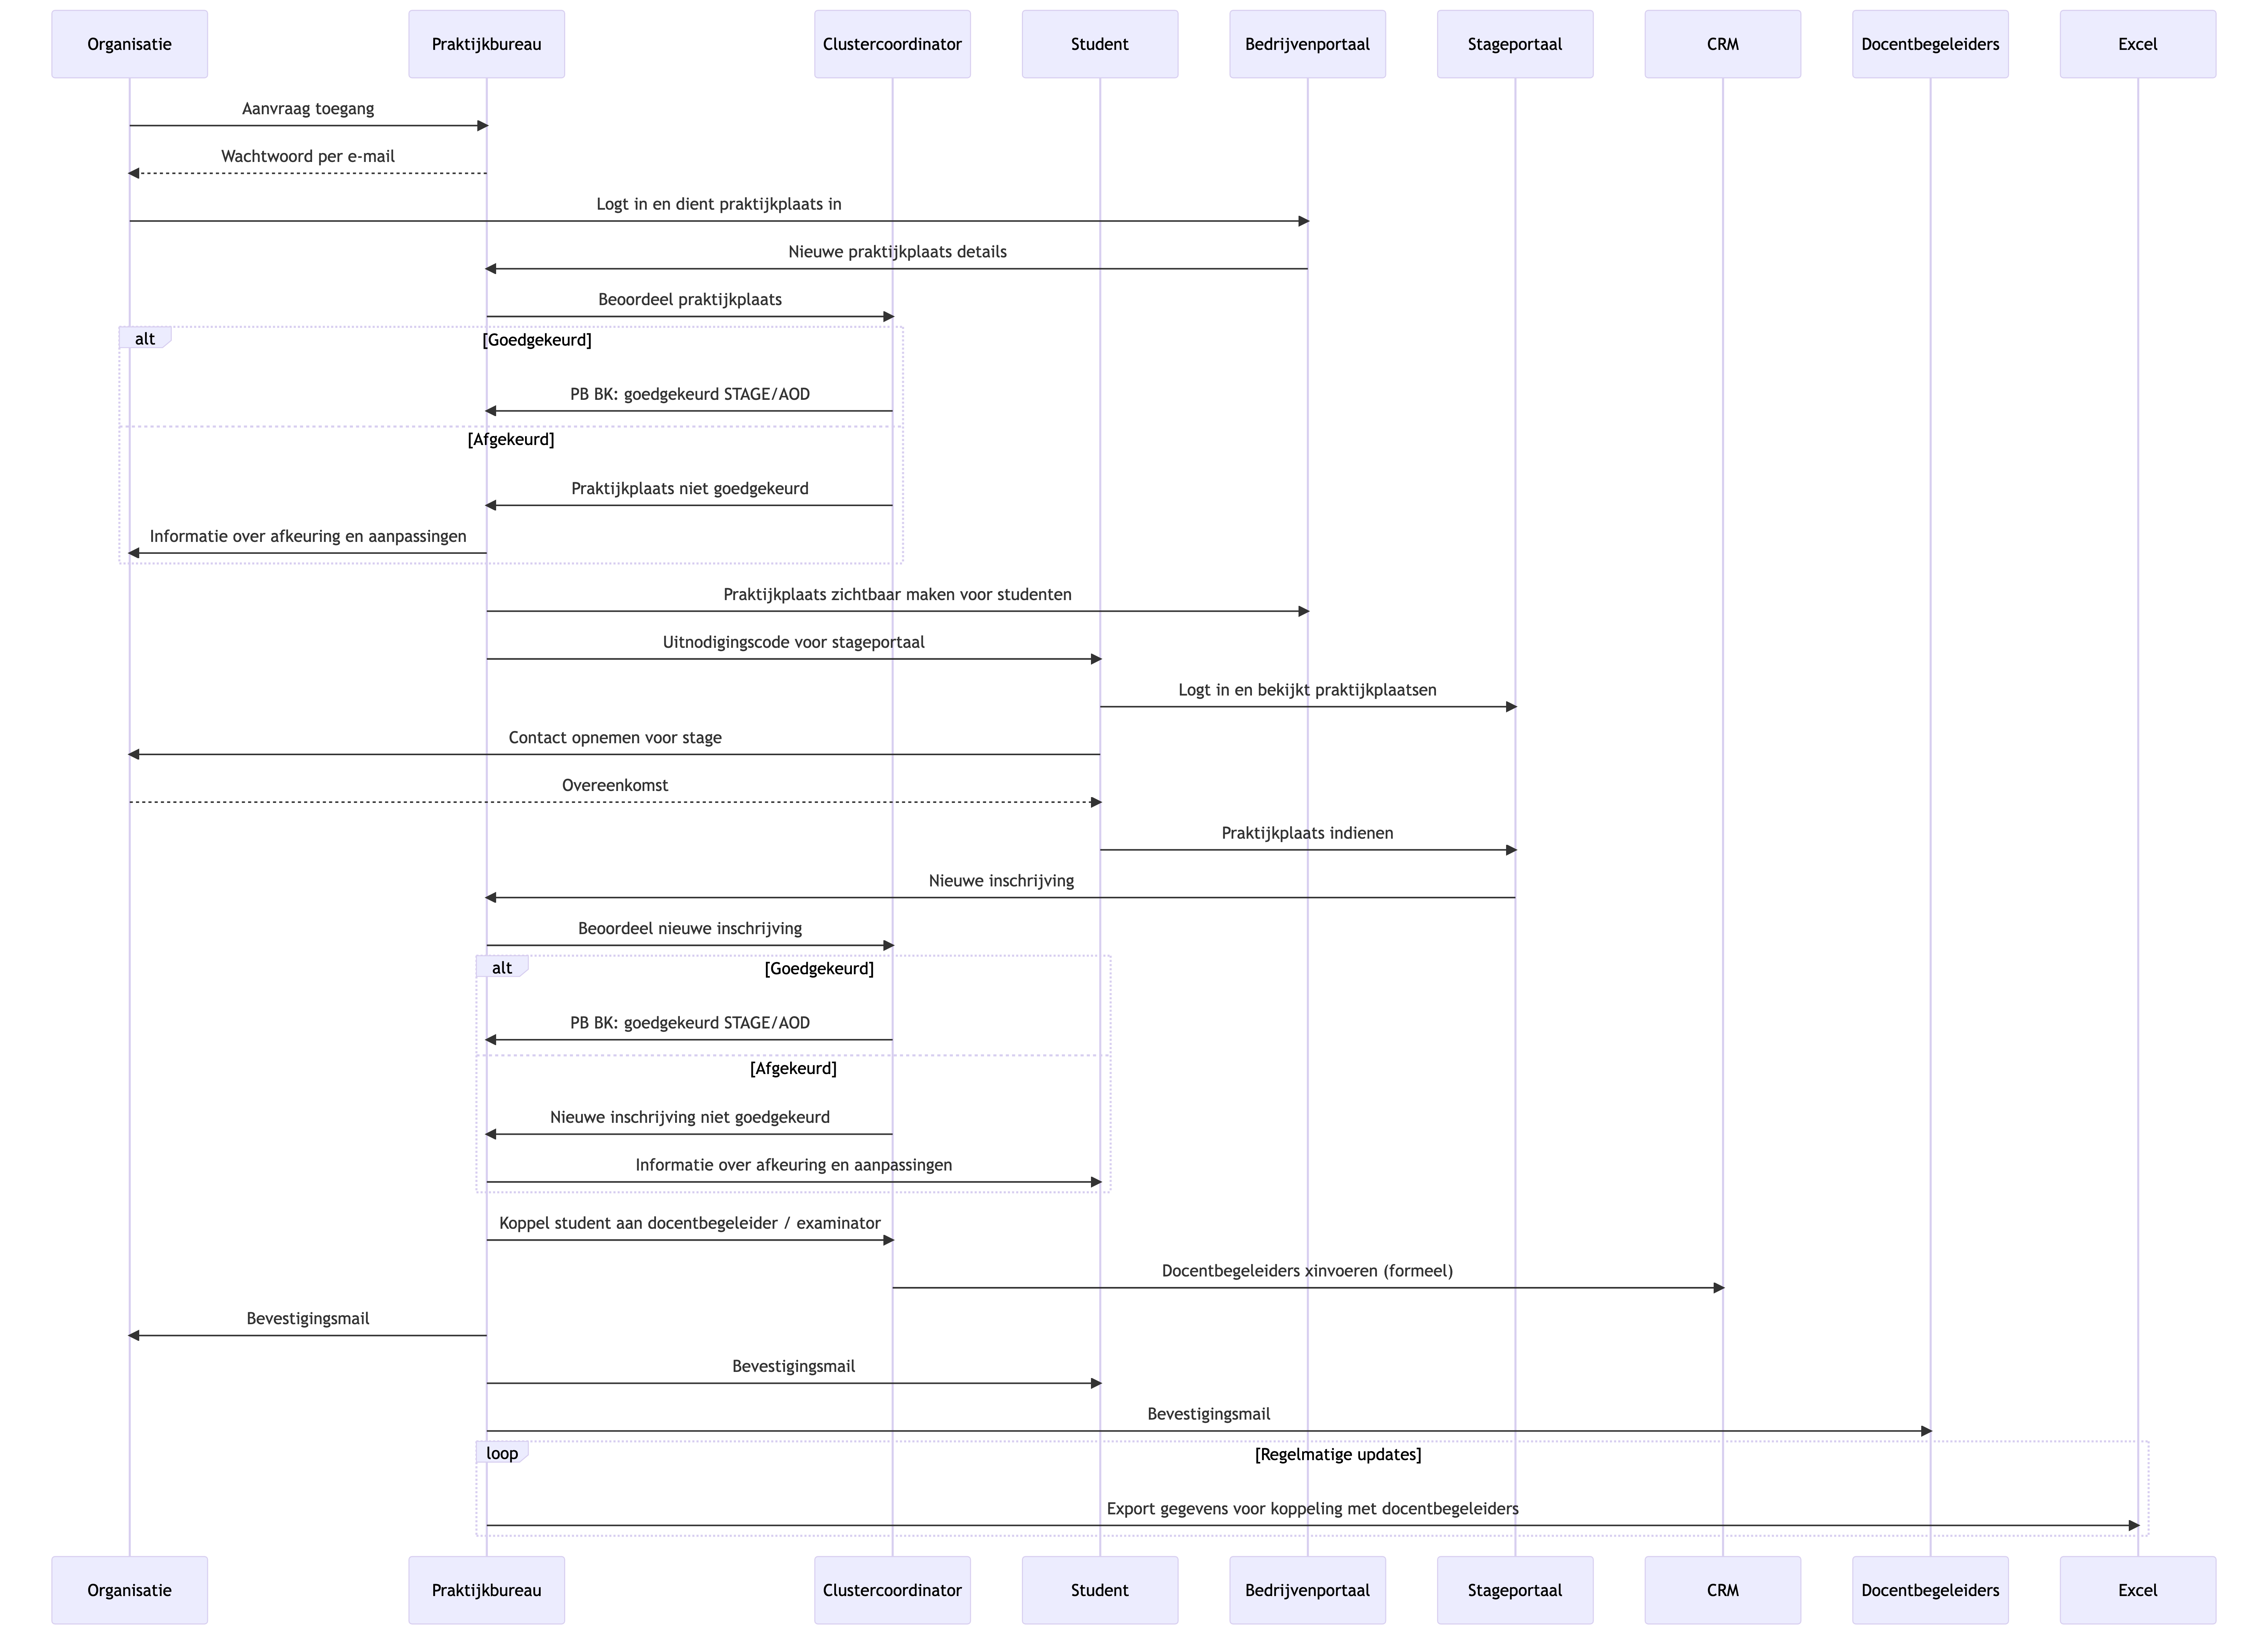 Organisatie
Praktijkbureau
Clustercoordinator
Student
Bedrijvenportaal
Stageportaal
CRM
Docentbegeleiders
Excel
Aanvraag toegang
Wachtwoord per e-mail
Logt in en dient praktijkplaats in
Nieuwe praktijkplaats details
Beoordeel praktijkplaats
alt
[Goedgekeurd]
PB BK: goedgekeurd STAGE/AOD
[Afgekeurd]
Praktijkplaats niet goedgekeurd
Informatie over afkeuring en aanpassingen
Praktijkplaats zichtbaar maken voor studenten
Uitnodigingscode voor stageportaal
Logt in en bekijkt praktijkplaatsen
Contact opnemen voor stage
Overeenkomst
Praktijkplaats indienen
Nieuwe inschrijving
Beoordeel nieuwe inschrijving
alt
[Goedgekeurd]
PB BK: goedgekeurd STAGE/AOD
[Afgekeurd]
Nieuwe inschrijving niet goedgekeurd
Informatie over afkeuring en aanpassingen
Koppel student aan docentbegeleider / examinator
Docentbegeleiders xinvoeren (formeel)
Bevestigingsmail
Bevestigingsmail
Bevestigingsmail
loop
[Regelmatige updates]
Export gegevens voor koppeling met docentbegeleiders
Organisatie
Praktijkbureau
Clustercoordinator
Student
Bedrijvenportaal
Stageportaal
CRM
Docentbegeleiders
Excel